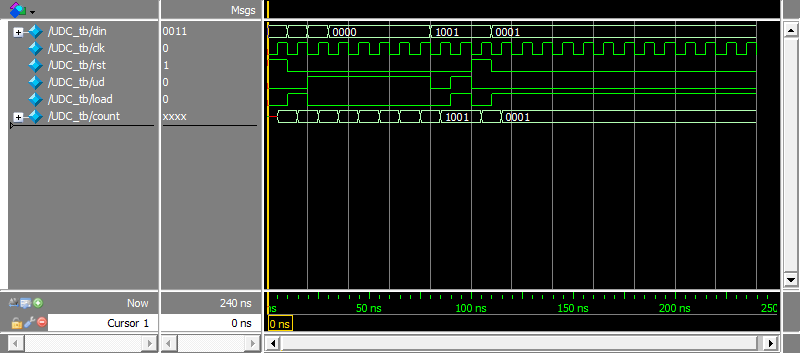 Msgs
/UDC_tb/din 0011 0000 1001 0001
/UDC_tb/clk 0
/UDC_tb/rst 1
/UDC_tb/ud 0
/UDC_tb/load 0
/UDC_tb/count xxxx 1001 0001
Now 240 ns ns 50 ns 100 ns 150 ns 200 ns 250
Cursor 1 0 ns 0 ns